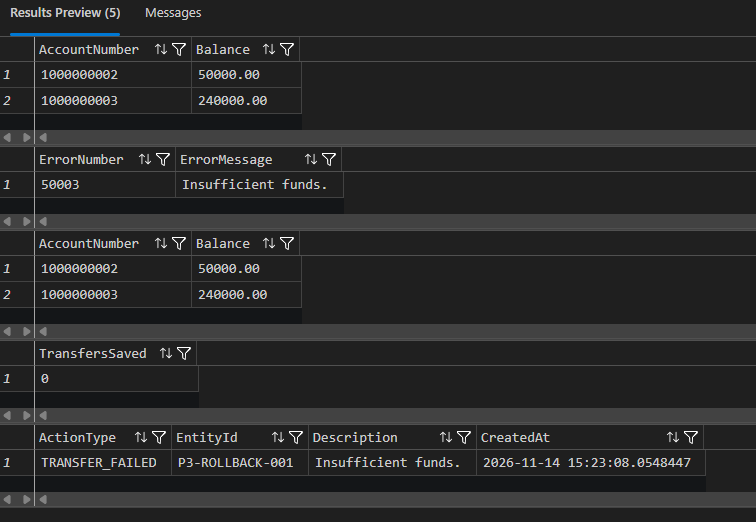 Results Preview (5) Messages
AccountNumber Balance
1 1000000002 50000.00
2 1000000003 240000.00
ErrorNumber ErrorMessage
1 50003 Insufficient funds.
AccountNumber Balance
1 1000000002 50000.00
2 1000000003 240000.00
TransfersSaved
1 0
ActionType EntityId Description CreatedAt
1 TRANSFER_FAILED P3-ROLLBACK-001 Insufficient funds. 2026-11-14 15:23:08.0548447